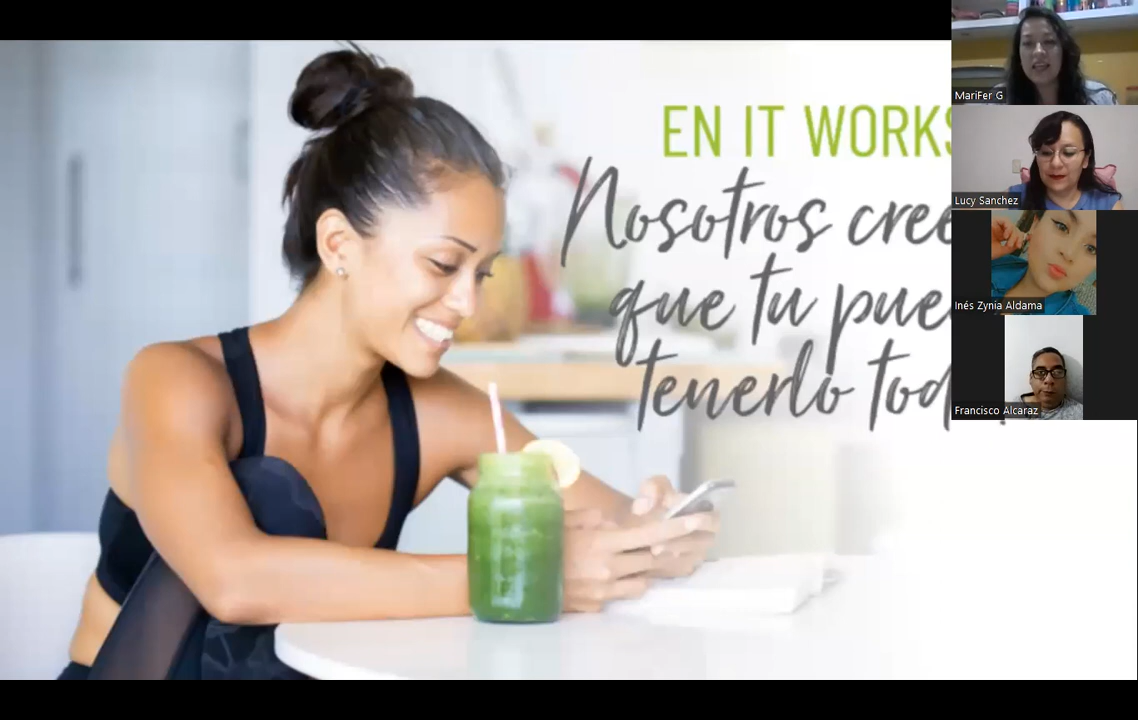 EN IT WORKS
Nosotros cree
que tu pue
tenerlo tod
MariFer G
Lucy Sanchez
Inés Zynia Aldama
Francisco Alcaraz